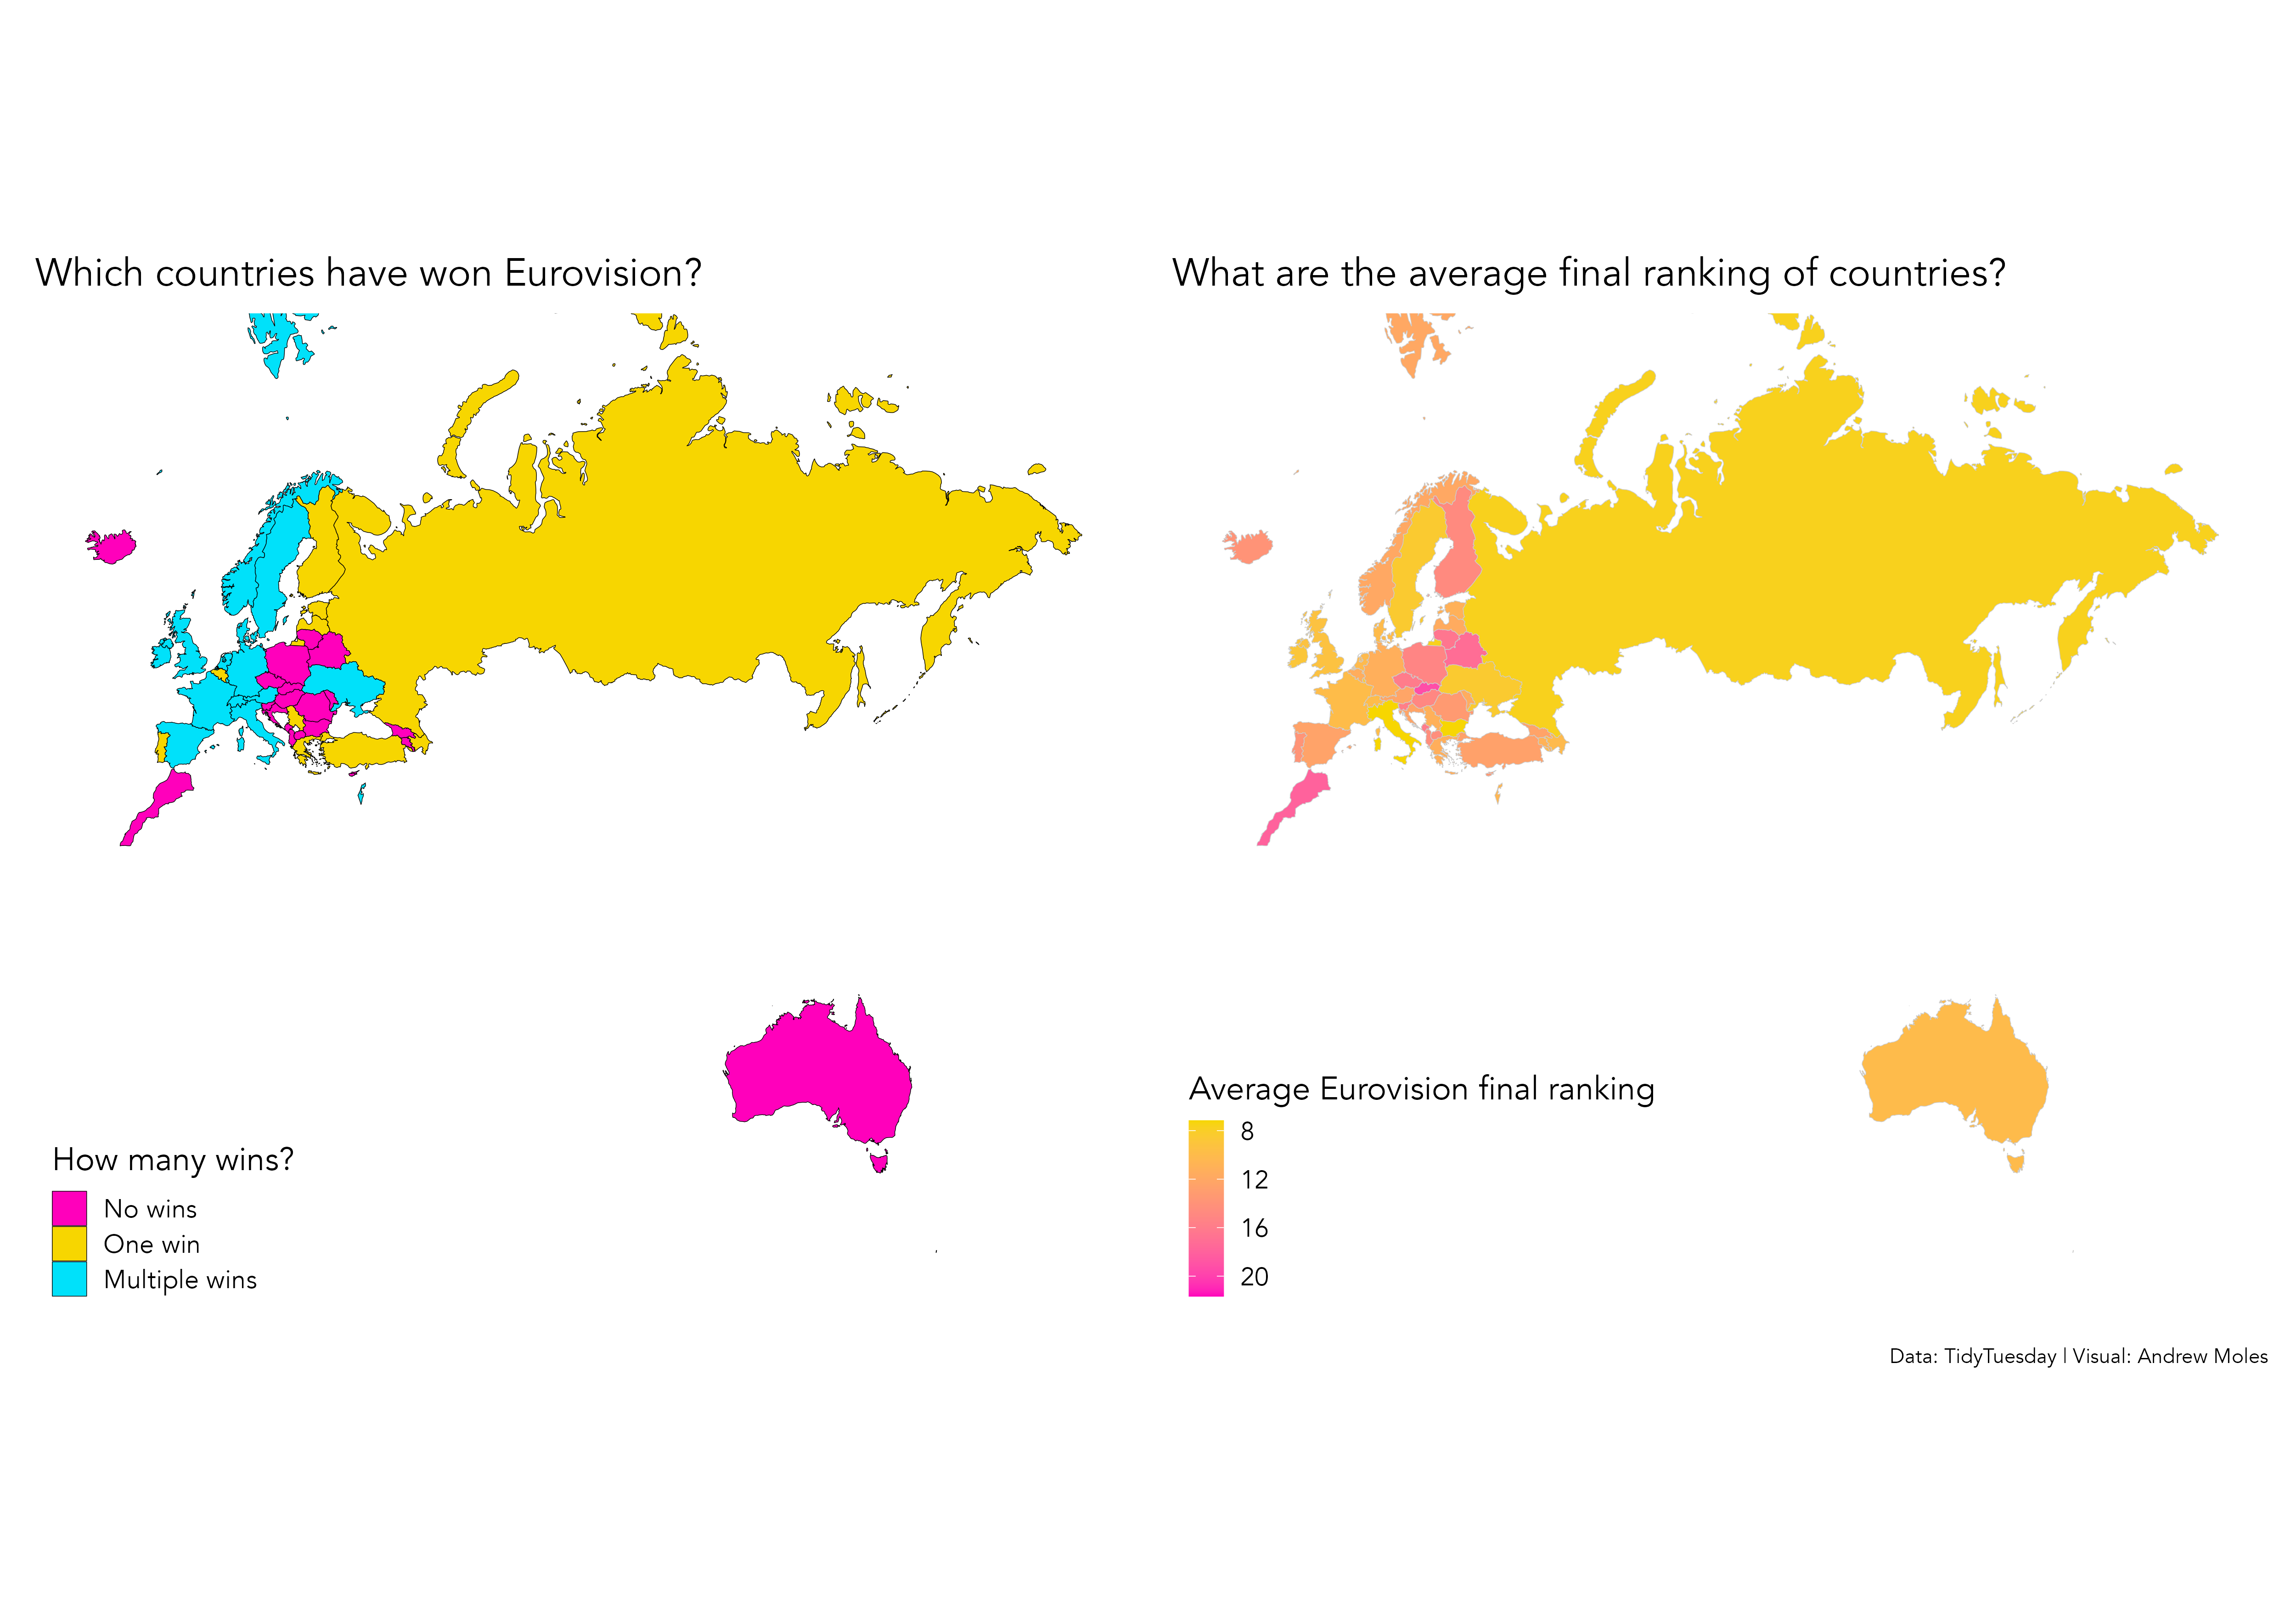 Which countries have won Eurovision?
How many wins?
No wins
One win
Multiple wins
What are the average final ranking of countries?
Average Eurovision final ranking
8
12
16
20
Data: TidyTuesday | Visual: Andrew Moles